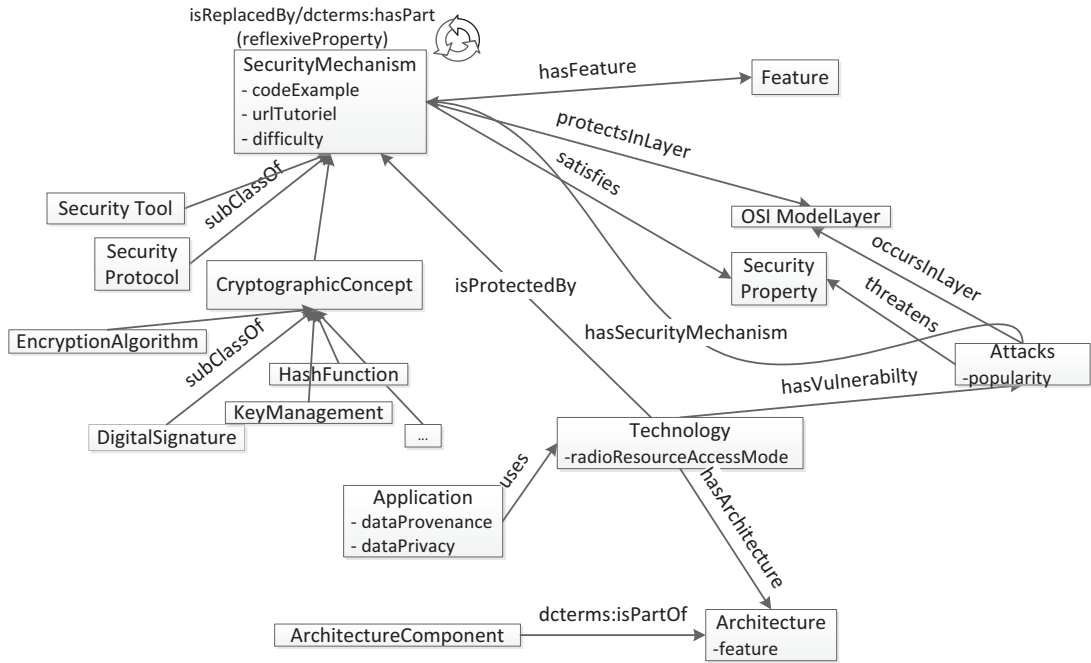 isReplacedBy/dcterms:hasPart
(reflexiveProperty)
SecurityMechanism
- codeExample
- urlTutoriel
- difficulty
hasFeature
Feature
protectsInLayer
satisfies
subClassOf
Security Tool
OSI ModelLayer
Security
Protocol
occursInLayer
Security
Property
CryptographicConcept
isProtectedBy
threatens
hasSecurityMechanism
EncryptionAlgorithm
subClassOf
Attacks
-popularity
HashFunction
hasVulnerabilty
KeyManagement
DigitalSignature
...
Technology
-radioResourceAccessMode
uses
hasArchitecture
Application
- dataProvenance
- dataPrivacy
dcterms:isPartOf
ArchitectureComponent
Architecture
-feature